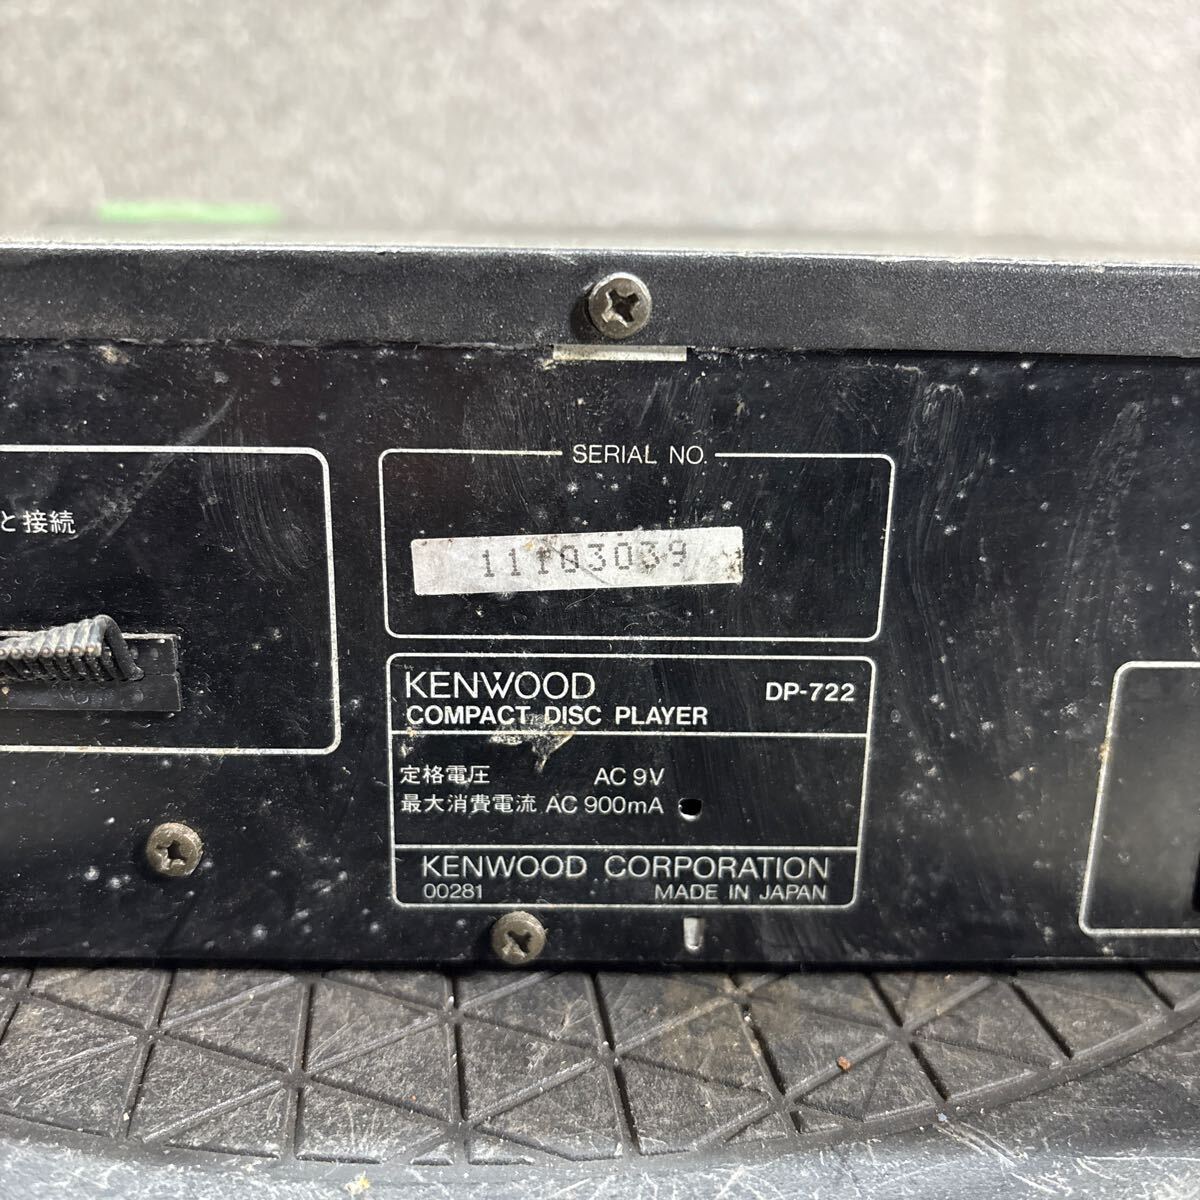 と接続
SERIAL NO.
11103039
KENWOOD DP-722
COMPACT DISC PLAYER
定格電圧 AC 9V
最大消費電流 AC 900mA
KENWOOD CORPORATION
00281 MADE IN JAPAN